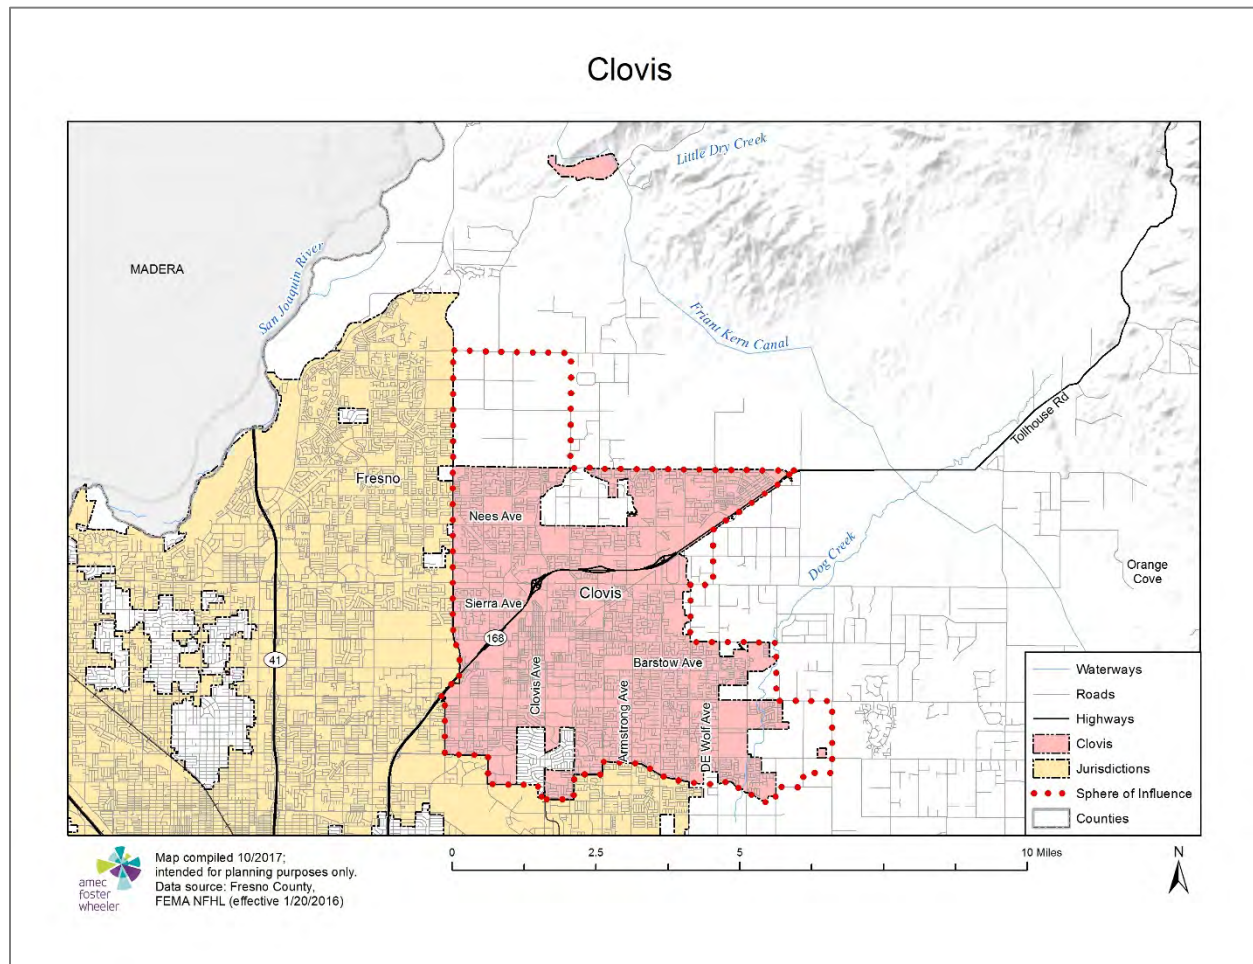 Clovis
Little Dry Creek
MADERA
San Joaquin River
Friant Kern Canal
Tollhouse Rd
Fresno
Nees Ave
Dog Creek
Orange
Cove
Clovis
Sierra Ave
168
41
Barstow Ave
Clovis Ave
Armstrong Ave
DE Wolf Ave
Waterways
Roads
Highways
Clovis
Jurisdictions
Sphere of Influence
Counties
amec
foster
wheeler
Map compiled 10/2017;
intended for planning purposes only.
Data source: Fresno County,
FEMA NFHL (effective 1/20/2016)
0 2.5 5 10 Miles
N